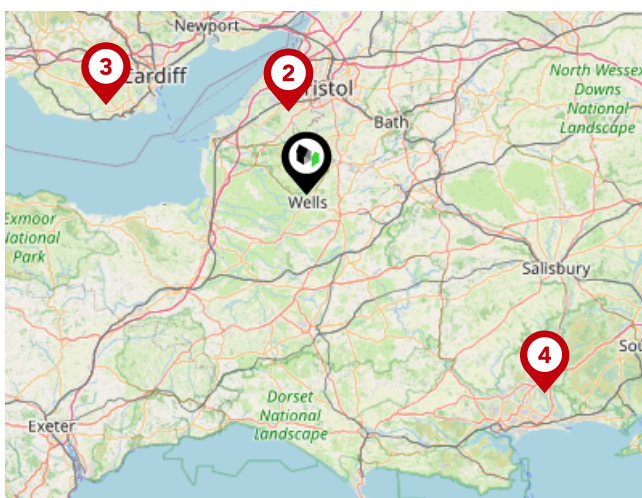 Newport
3
Cardiff
2
Bristol
North Wessex
Downs
National
Landscape
Bath
Wells
Exmoor
National
Park
Salisbury
4
Sou
Dorset
National
Landscape
Exeter